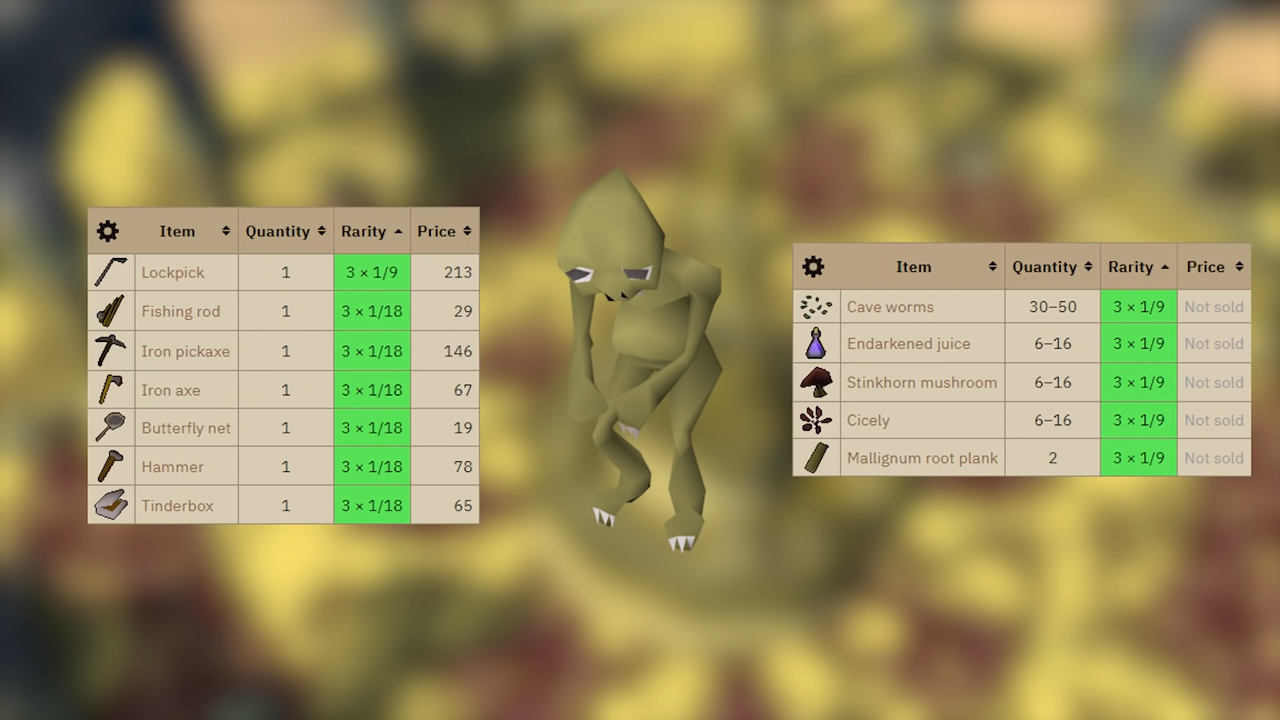 Item Quantity Rarity Price
Lockpick 1 3 × 1/9 213
Fishing rod 1 3 × 1/18 29
Iron pickaxe 1 3 × 1/18 146
Iron axe 1 3 × 1/18 67
Butterfly net 1 3 × 1/18 19
Hammer 1 3 × 1/18 78
Tinderbox 1 3 × 1/18 65
Item Quantity Rarity Price
Cave worms 30–50 3 × 1/9 Not sold
Endarkened juice 6–16 3 × 1/9 Not sold
Stinkhorn mushroom 6–16 3 × 1/9 Not sold
Cicely 6–16 3 × 1/9 Not sold
Mallignum root plank 2 3 × 1/9 Not sold